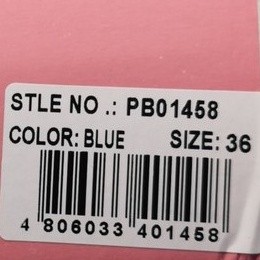 STLE NO .: PB01458
COLOR: BLUE SIZE: 36
4 806033 401458